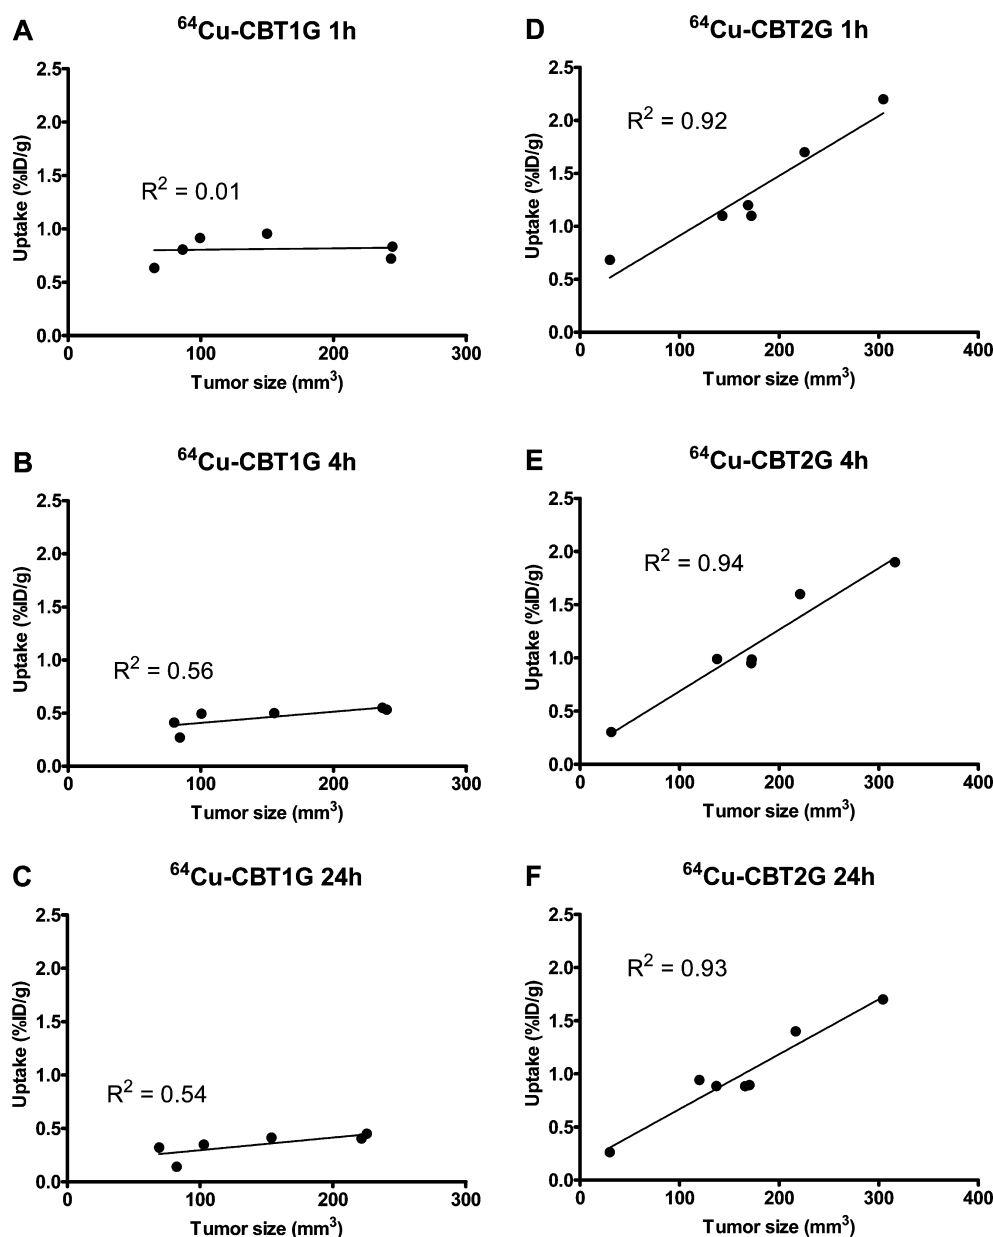 A
⁶⁴Cu-CBT1G 1h
2.5
2.0
1.5
1.0
0.5
0.0
Uptake (%ID/g)
R² = 0.01
0 100 200 300
Tumor size (mm³)
D
⁶⁴Cu-CBT2G 1h
2.5
2.0
1.5
1.0
0.5
0.0
Uptake (%ID/g)
R² = 0.92
0 100 200 300 400
Tumor size (mm³)
B
⁶⁴Cu-CBT1G 4h
2.5
2.0
1.5
1.0
0.5
0.0
Uptake (%ID/g)
R² = 0.56
0 100 200 300
Tumor size (mm³)
E
⁶⁴Cu-CBT2G 4h
2.5
2.0
1.5
1.0
0.5
0.0
Uptake (%ID/g)
R² = 0.94
0 100 200 300 400
Tumor size (mm³)
C
⁶⁴Cu-CBT1G 24h
2.5
2.0
1.5
1.0
0.5
0.0
Uptake (%ID/g)
R² = 0.54
0 100 200 300
Tumor size (mm³)
F
⁶⁴Cu-CBT2G 24h
2.5
2.0
1.5
1.0
0.5
0.0
Uptake (%ID/g)
R² = 0.93
0 100 200 300 400
Tumor size (mm³)